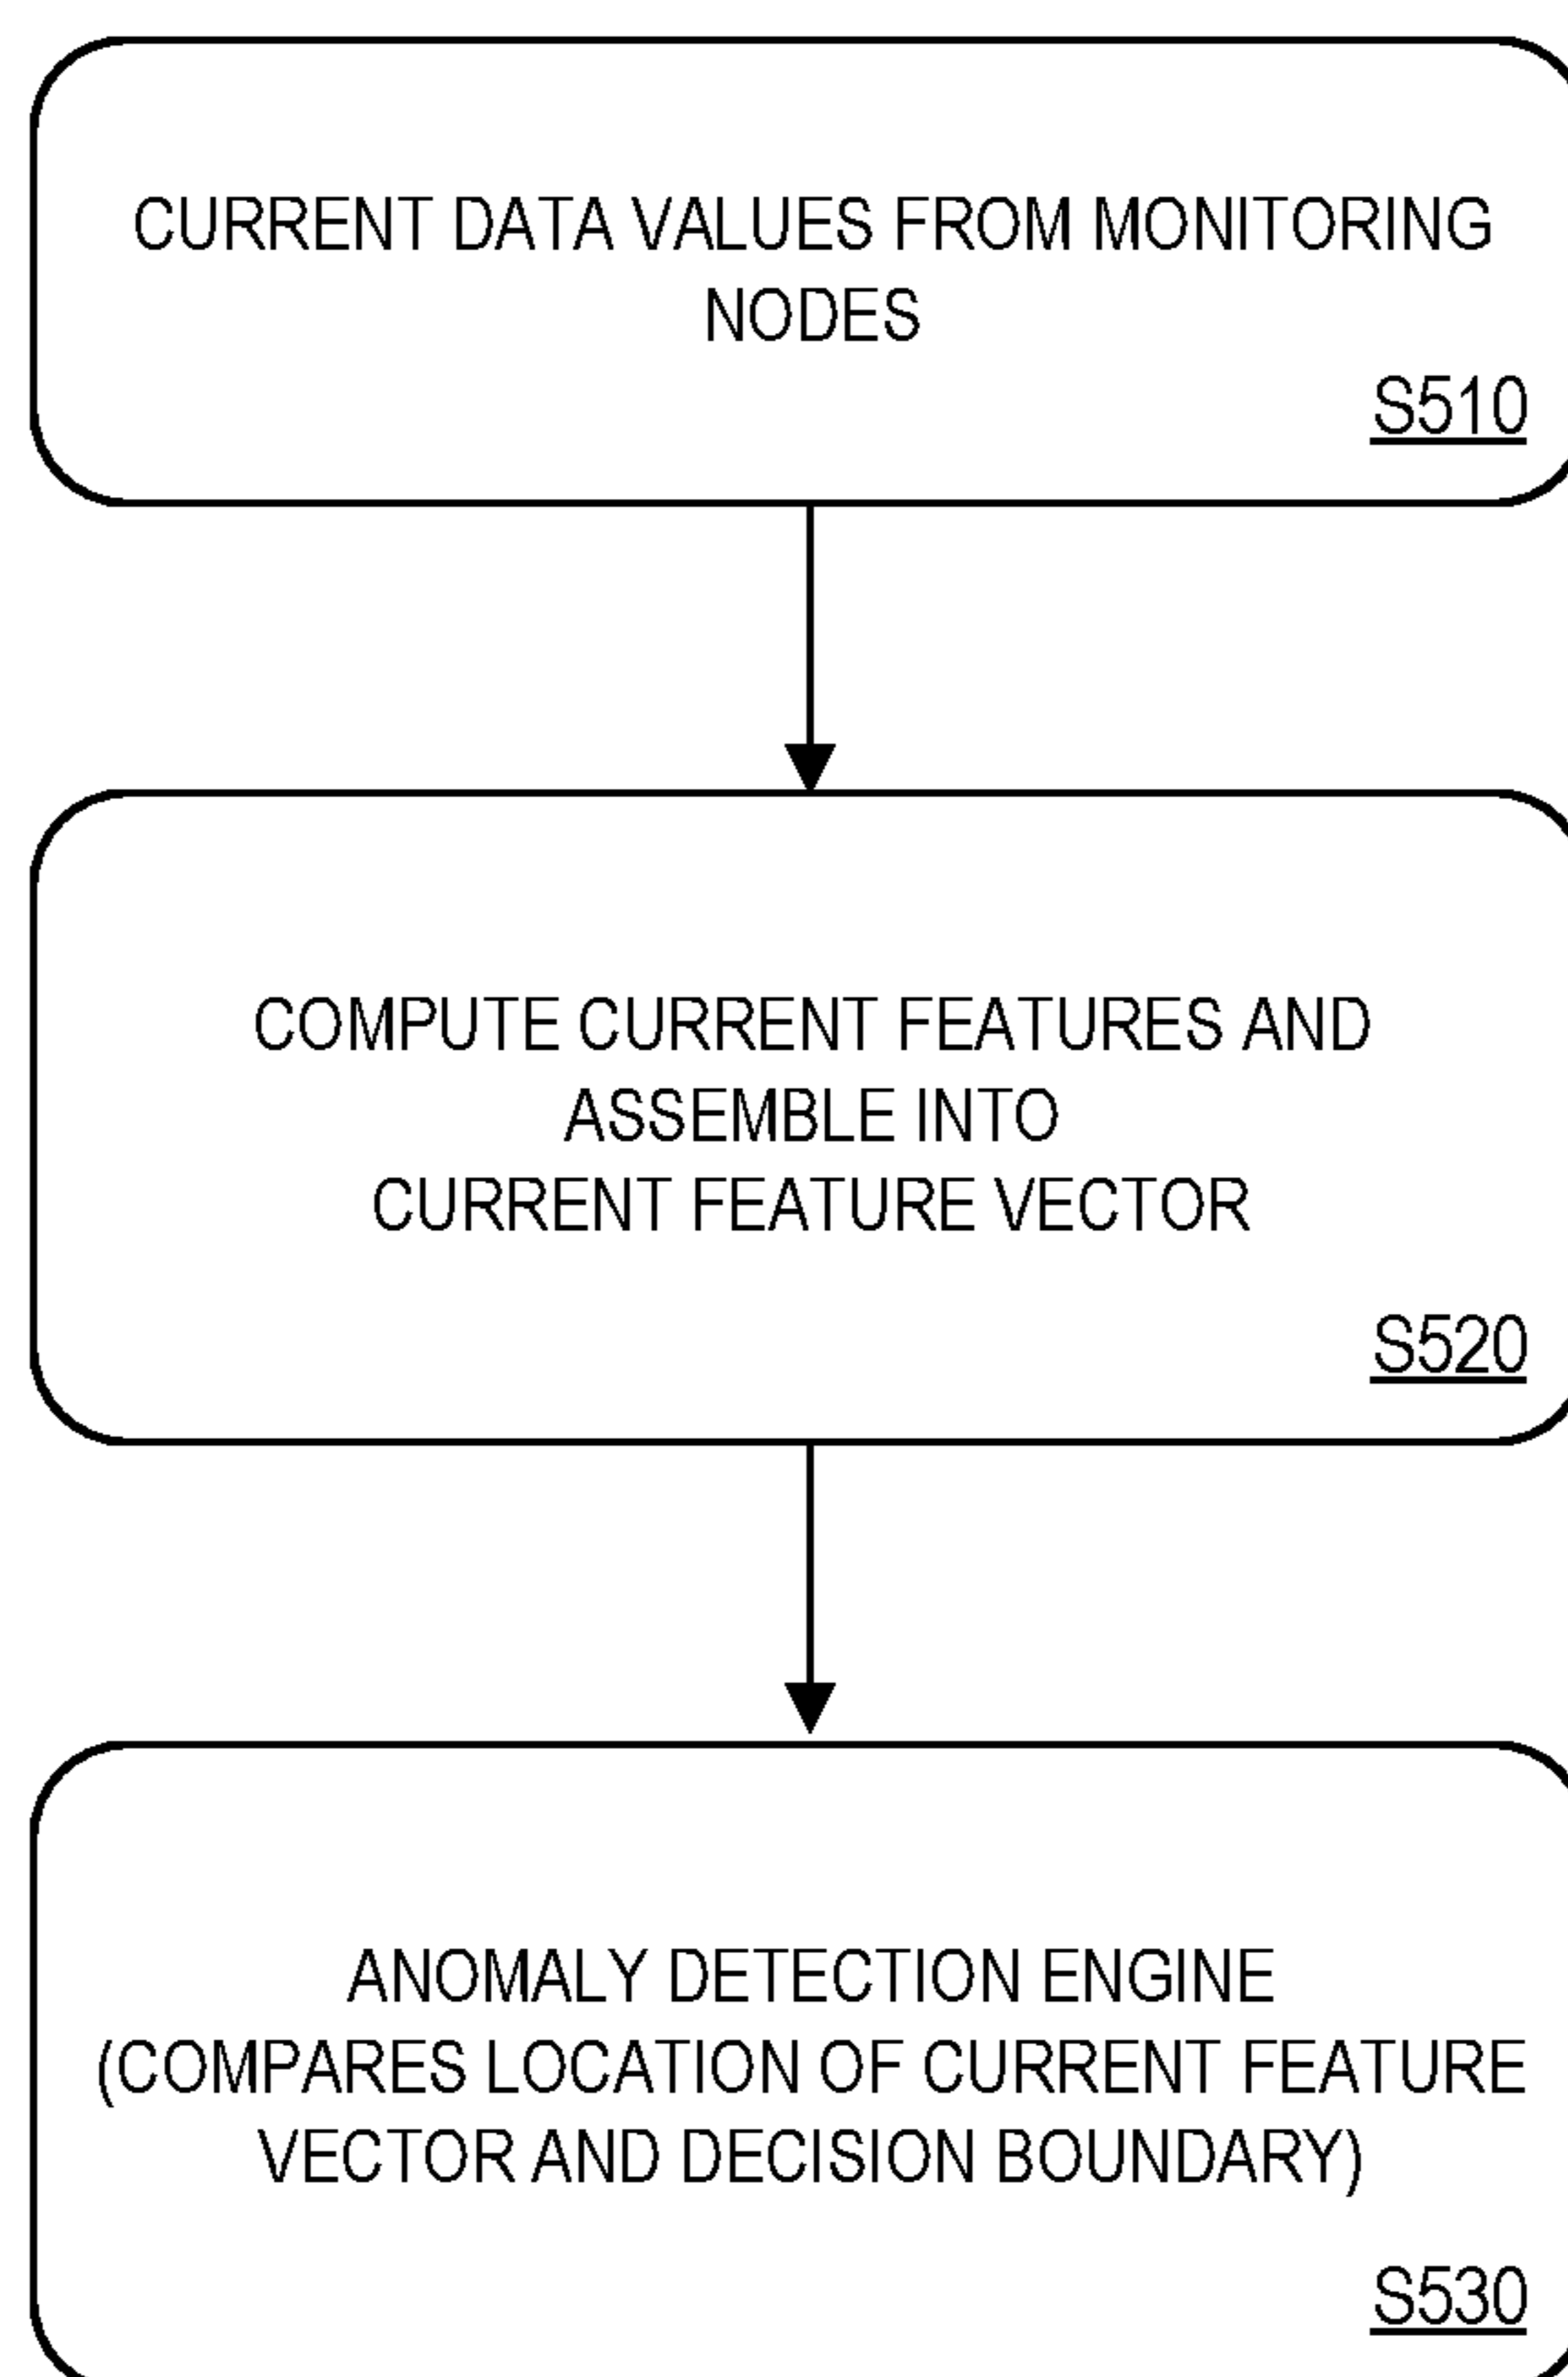 CURRENT DATA VALUES FROM MONITORING
NODES
S510
COMPUTE CURRENT FEATURES AND
ASSEMBLE INTO
CURRENT FEATURE VECTOR
S520
ANOMALY DETECTION ENGINE
(COMPARES LOCATION OF CURRENT FEATURE
VECTOR AND DECISION BOUNDARY)
S530